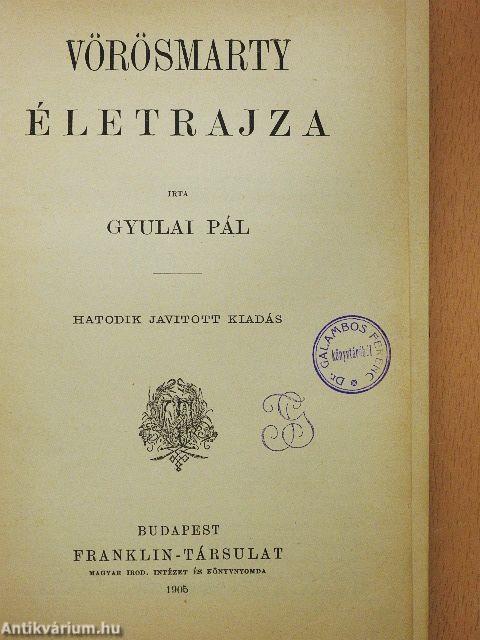 VÖRÖSMARTY
ÉLETRAJZA
IRTA
GYULAI PÁL
HATODIK JAVITOTT KIADÁS
Dr. GALAMBOS FERENC
könyvtárából
BUDAPEST
FRANKLIN-TÁRSULAT
MAGYAR IROD. INTÉZET ÉS KÖNYVNYOMDA
1905
Antikvárium.hu